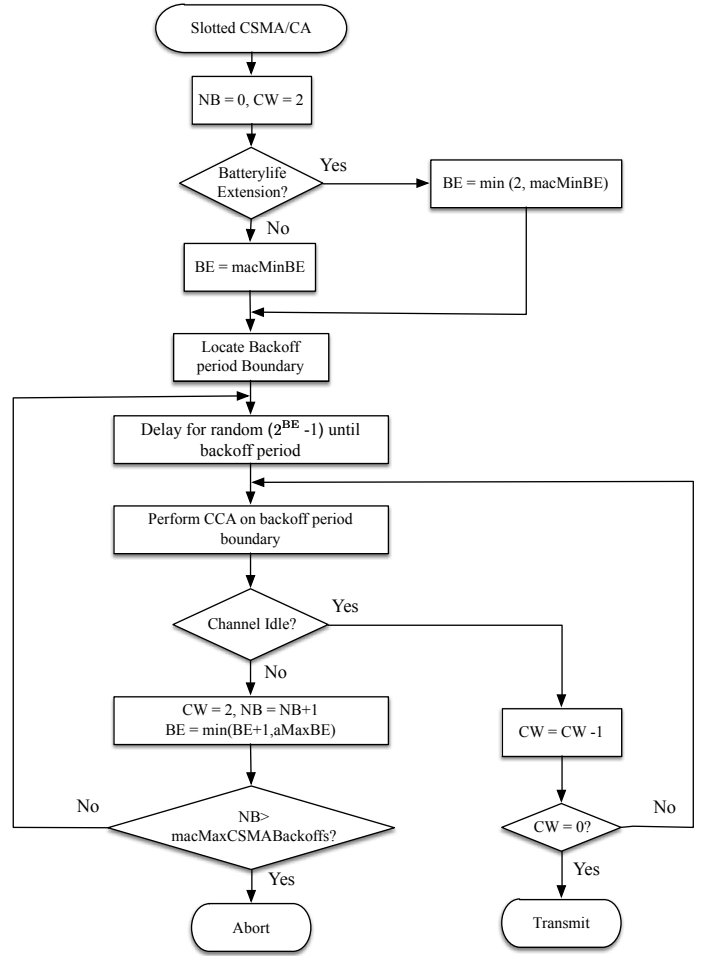 Slotted CSMA/CA
NB = 0, CW = 2
Batterylife
Extension?
Yes
BE = min (2, macMinBE)
No
BE = macMinBE
Locate Backoff
period Boundary
Delay for random (2^BE -1) until
backoff period
Perform CCA on backoff period
boundary
Channel Idle?
Yes
No
CW = 2, NB = NB+1
BE = min(BE+1,aMaxBE)
CW = CW -1
NB>
macMaxCSMABackoffs?
No
Yes
Abort
CW = 0?
No
Yes
Transmit